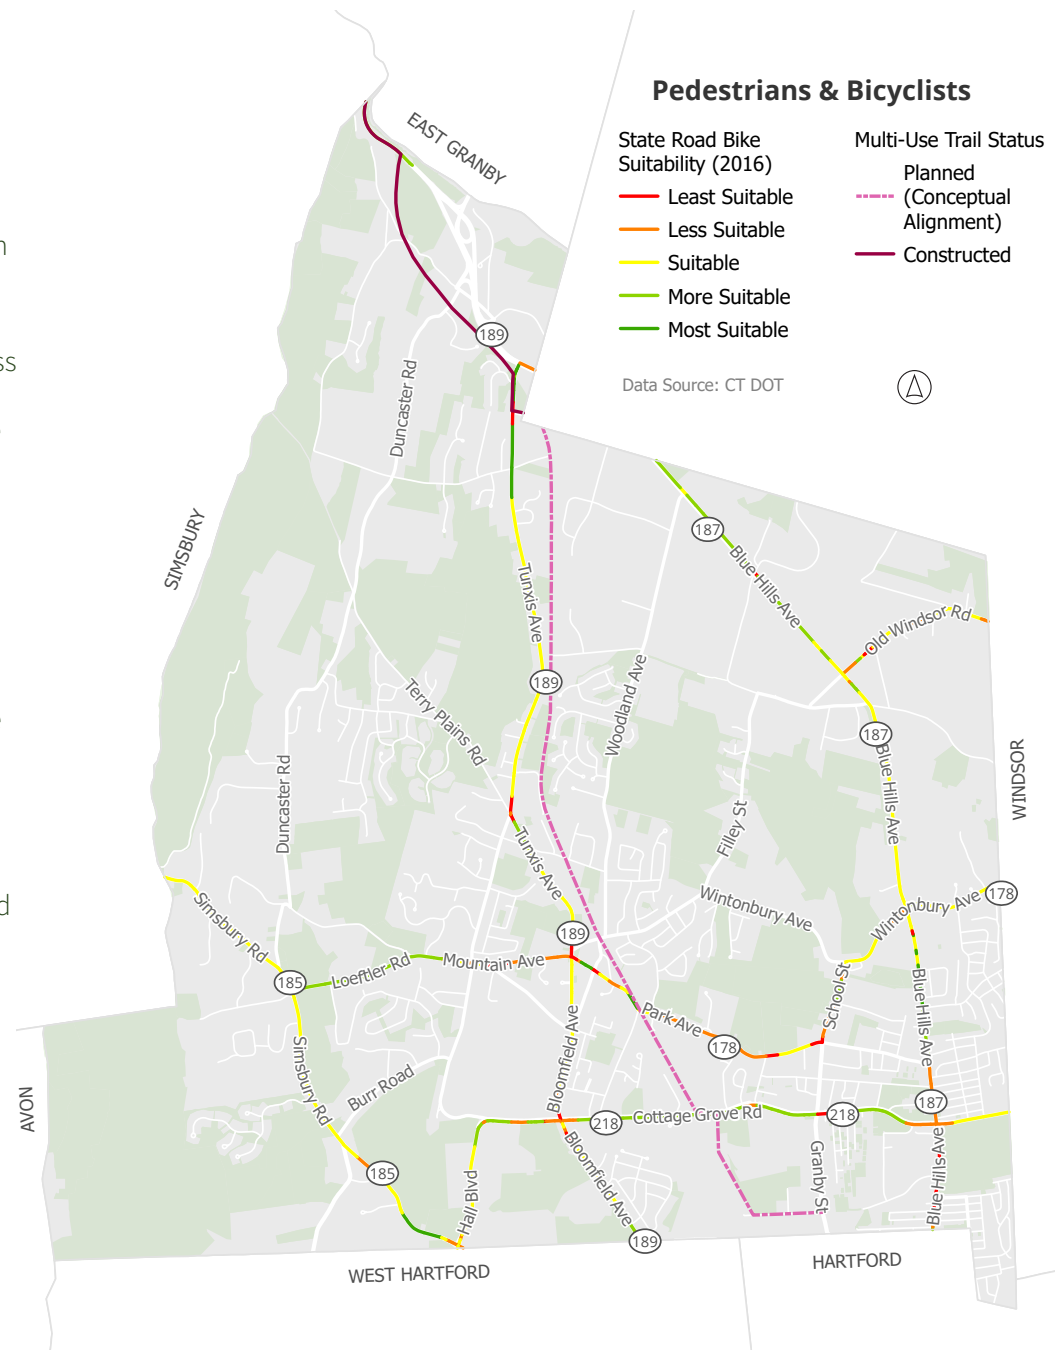 Pedestrians & Bicyclists
State Road Bike
Suitability (2016)
Least Suitable
Less Suitable
Suitable
More Suitable
Most Suitable
Multi-Use Trail Status
Planned
(Conceptual
Alignment)
Constructed
Data Source: CT DOT
EAST GRANBY
189
Duncaster Rd
SIMSBURY
187
Blue Hills Ave
Tunxis Ave
Old Windsor Rd
189
Woodland Ave
Terry Plains Rd
187
WINDSOR
Duncaster Rd
Blue Hills Ave
Filley St
Tunxis Ave
Wintonbury Ave
Wintonbury Ave
178
Simsbury Rd
189
Loeftler Rd
Mountain Ave
185
School St
Blue Hills Ave
Park Ave
178
Bloomfield Ave
Simsbury Rd
Burr Road
AVON
187
218
Cottage Grove Rd
218
Bloomfield Ave
185
Hall Blvd
Granby St
Blue Hills Ave
189
WEST HARTFORD
HARTFORD
ss
d